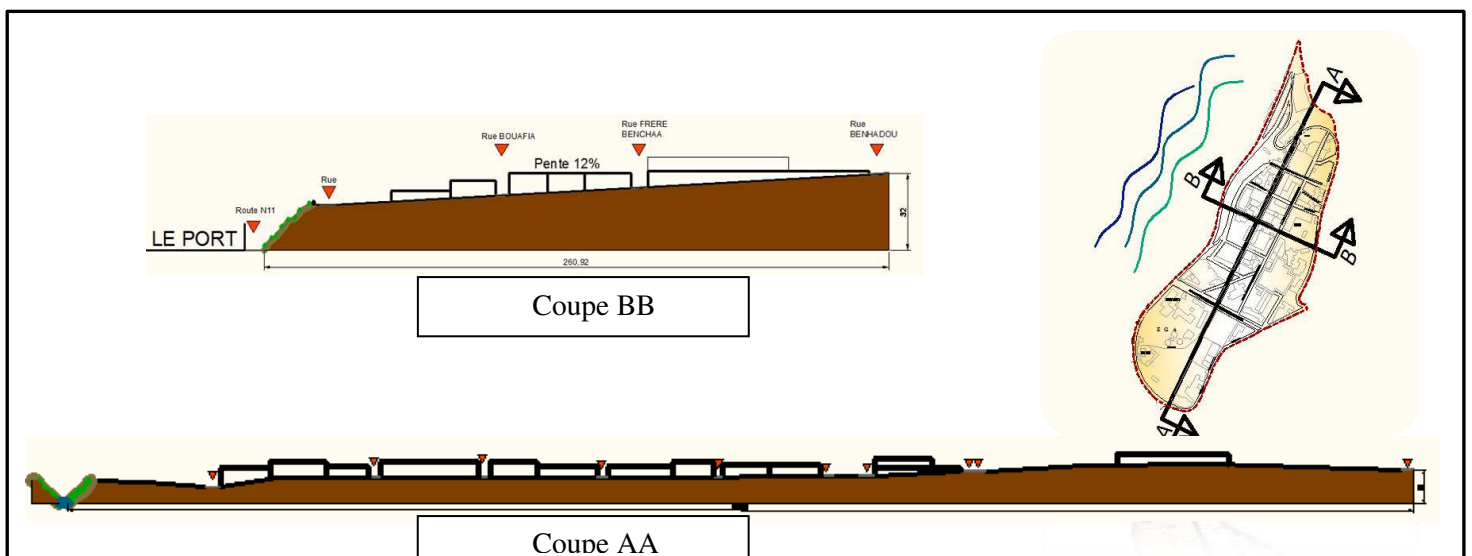 Rue BOUAFIA
Rue FRERE
BENCHAA
Rue
BENHADOU
Pente 12%
Rue
Route N11
LE PORT
32
260,92
Coupe BB
A
B
B
E G A
A
Coupe AA